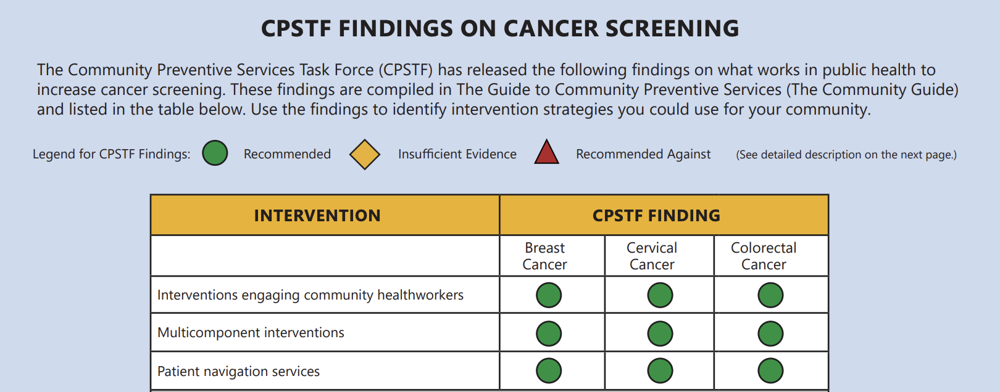 CPSTF FINDINGS ON CANCER SCREENING
The Community Preventive Services Task Force (CPSTF) has released the following findings on what works in public health to
increase cancer screening. These findings are compiled in The Guide to Community Preventive Services (The Community Guide)
and listed in the table below. Use the findings to identify intervention strategies you could use for your community.
Legend for CPSTF Findings: Recommended Insufficient Evidence Recommended Against (See detailed description on the next page.)
INTERVENTION CPSTF FINDING
Breast Cervical Colorectal
Cancer Cancer Cancer
Interventions engaging community healthworkers
Multicomponent interventions
Patient navigation services